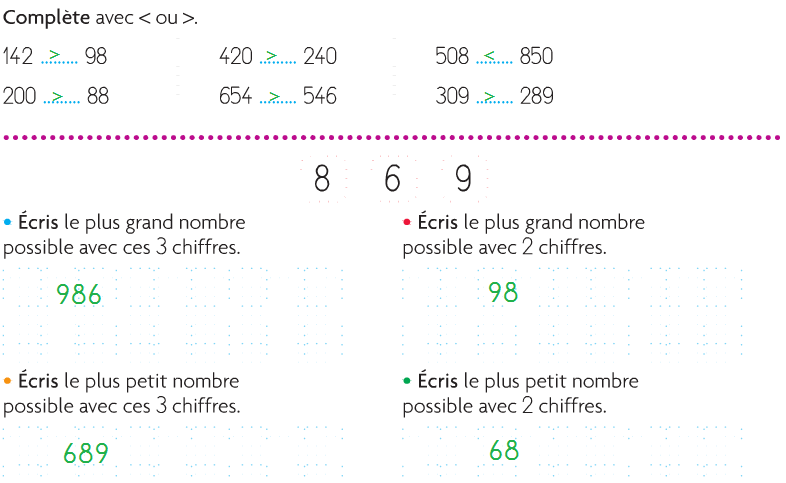 Complète avec < ou >.
142 ...>..... 98 420 ..>..... 240 508 ..<..... 850
200 ..>..... 88 654 ...>.... 546 309 ..>..... 289
8 6 9
• Écris le plus grand nombre
possible avec ces 3 chiffres.
986
• Écris le plus grand nombre
possible avec 2 chiffres.
98
• Écris le plus petit nombre
possible avec ces 3 chiffres.
689
• Écris le plus petit nombre
possible avec 2 chiffres.
68